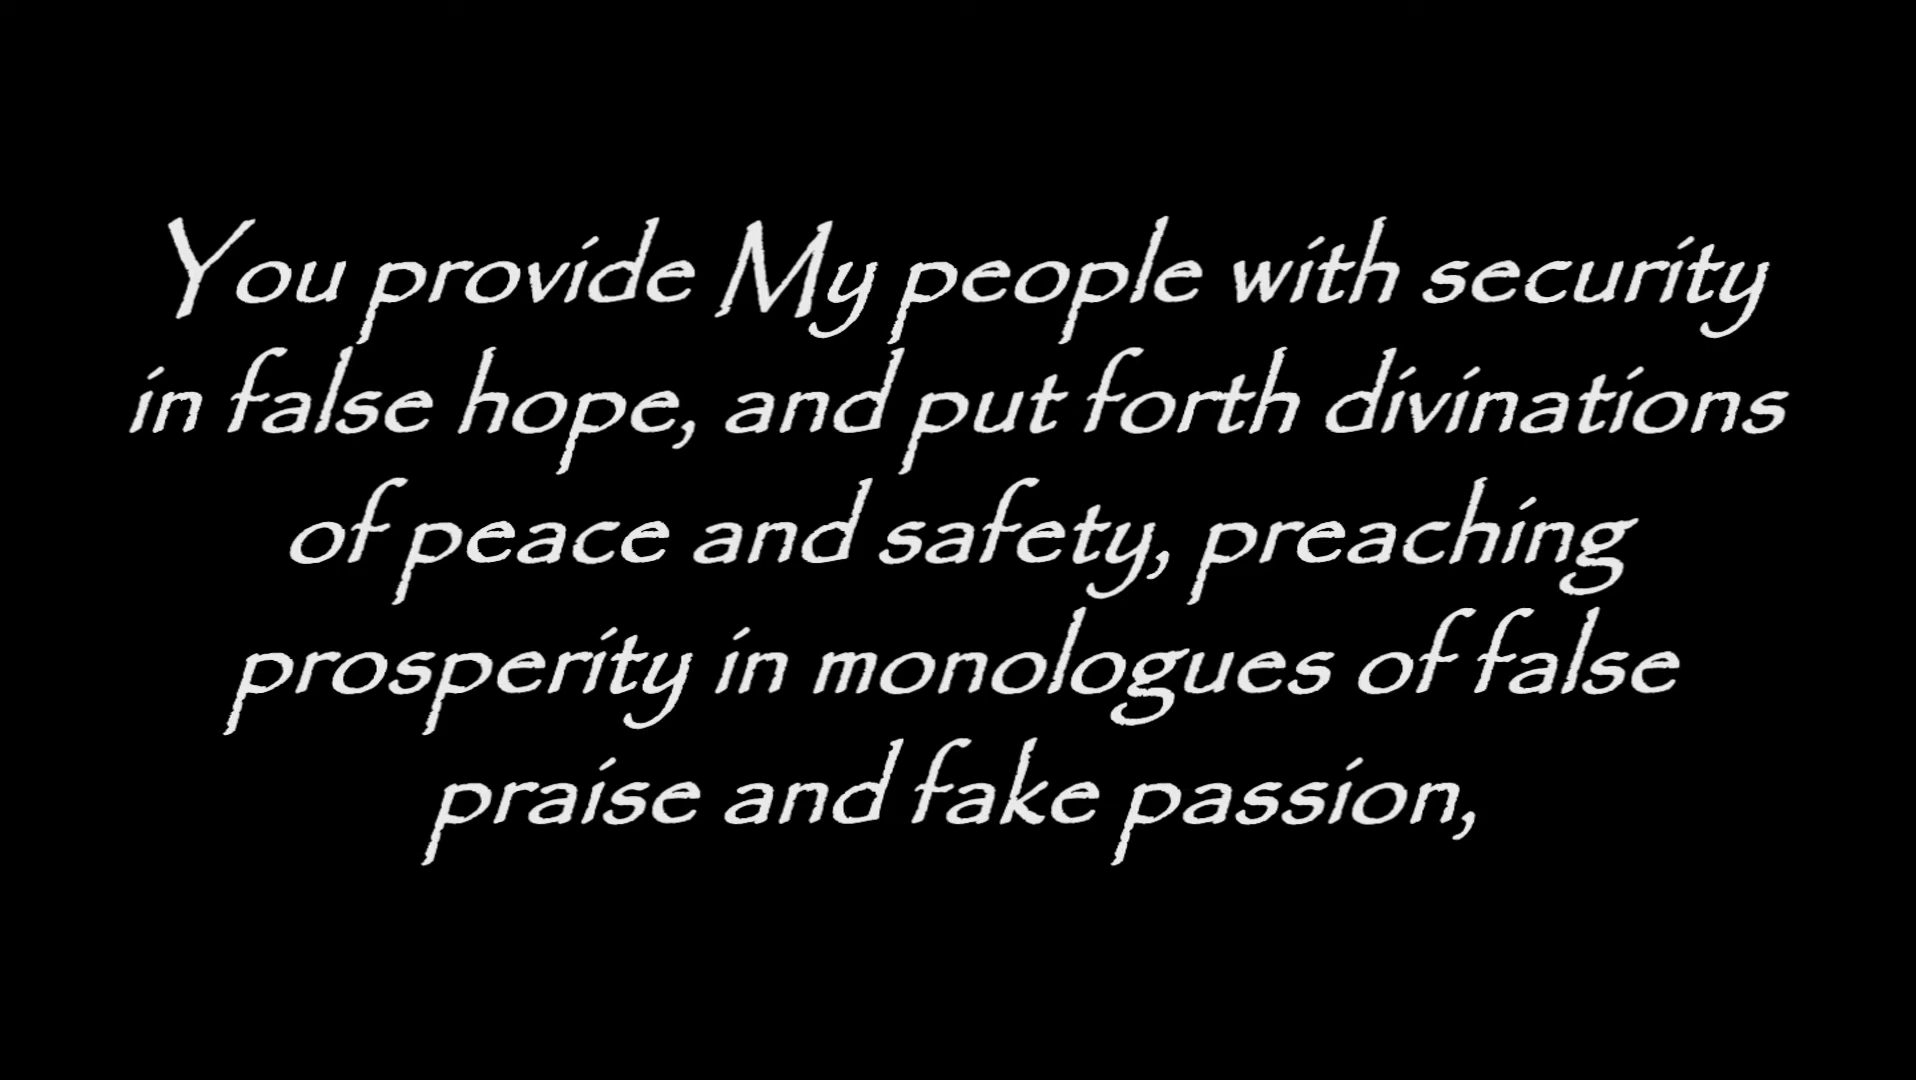 You provide My people with security
in false hope, and put forth divinations
of peace and safety, preaching
prosperity in monologues of false
praise and fake passion,